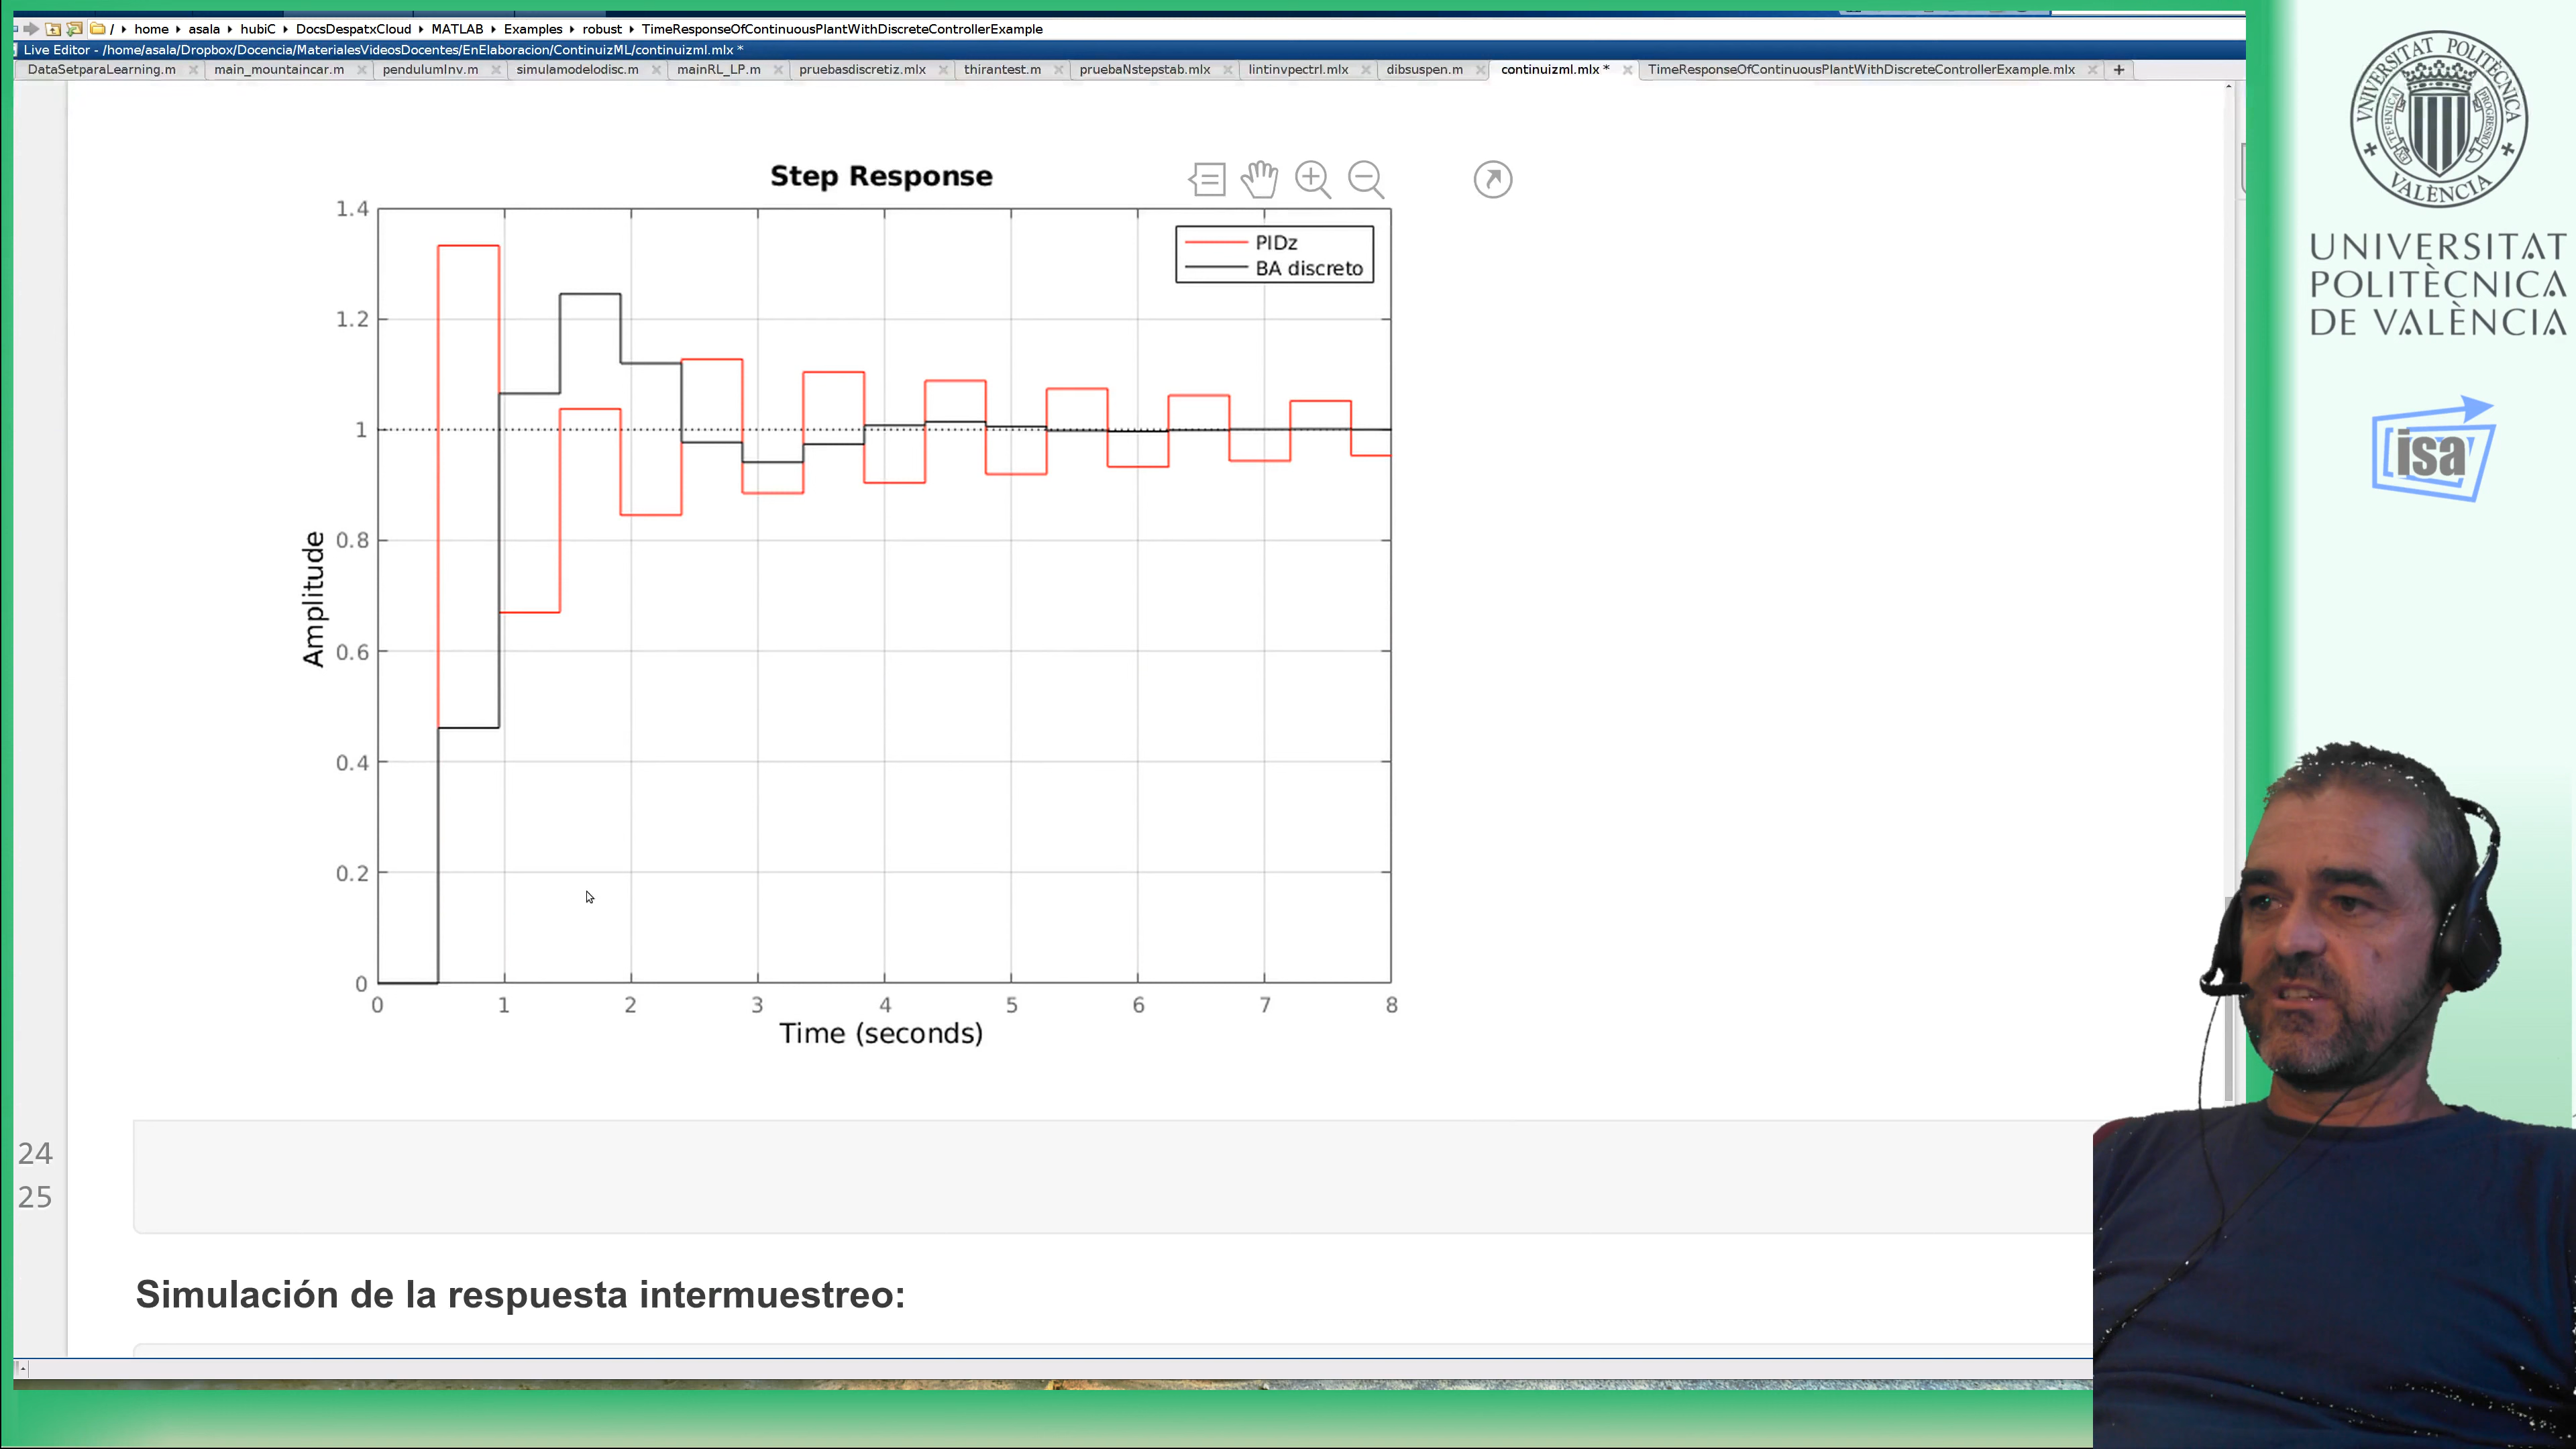 / home asala hubiC DocsDespatxCloud MATLAB Examples robust TimeResponseOfContinuousPlantWithDiscreteControllerExample
Live Editor - /home/asala/Dropbox/Docencia/MaterialesVideosDocentes/EnElaboracion/ContinuizML/continuizml.mlx *
DataSetparaLearning.m main_mountaincar.m pendulumInv.m simulamodelodisc.m mainRL_LP.m pruebasdiscretiz.mlx thirantest.m pruebaNstepstab.mlx lintinvpectrl.mlx dibsuspen.m continuizml.mlx * TimeResponseOfContinuousPlantWithDiscreteControllerExample.mlx +
Step Response
PIDz
BA discreto
1.4
1.2
1
0.8
0.6
0.4
0.2
0
Amplitude
0 1 2 3 4 5 6 7 8
Time (seconds)
24
25
Simulación de la respuesta intermuestreo:
VNIVERSITAT POLITÈCNICA
VALÈNCIA
UNIVERSITAT
POLITÈCNICA
DE VALÈNCIA
isa